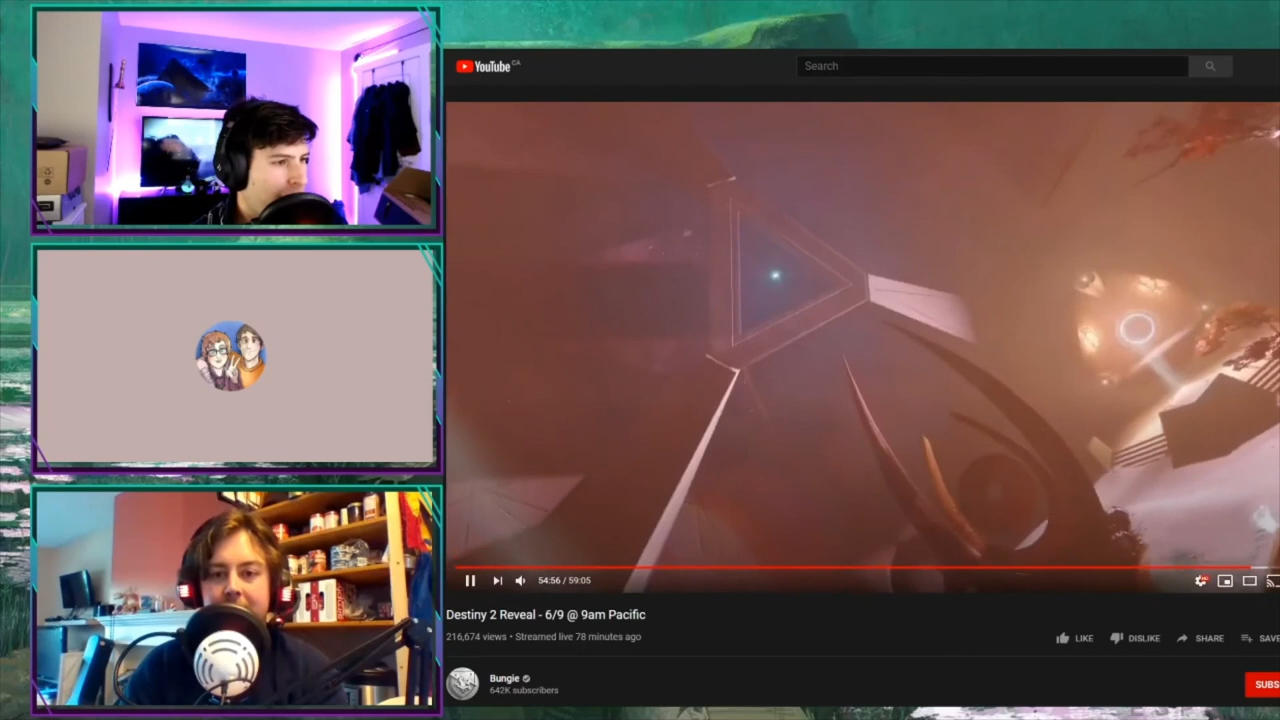 YouTube CA
Search
54:56 / 59:05
Destiny 2 Reveal - 6/9 @ 9am Pacific
216,674 views • Streamed live 78 minutes ago
LIKE
DISLIKE
SHARE
SAVE
Bungie
642K subscribers
SUBS